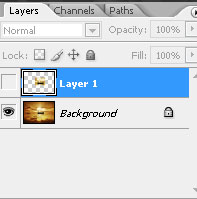 Layers Channels Paths
Normal Opacity: 100%
Lock: Fill: 100%
Layer 1
Background